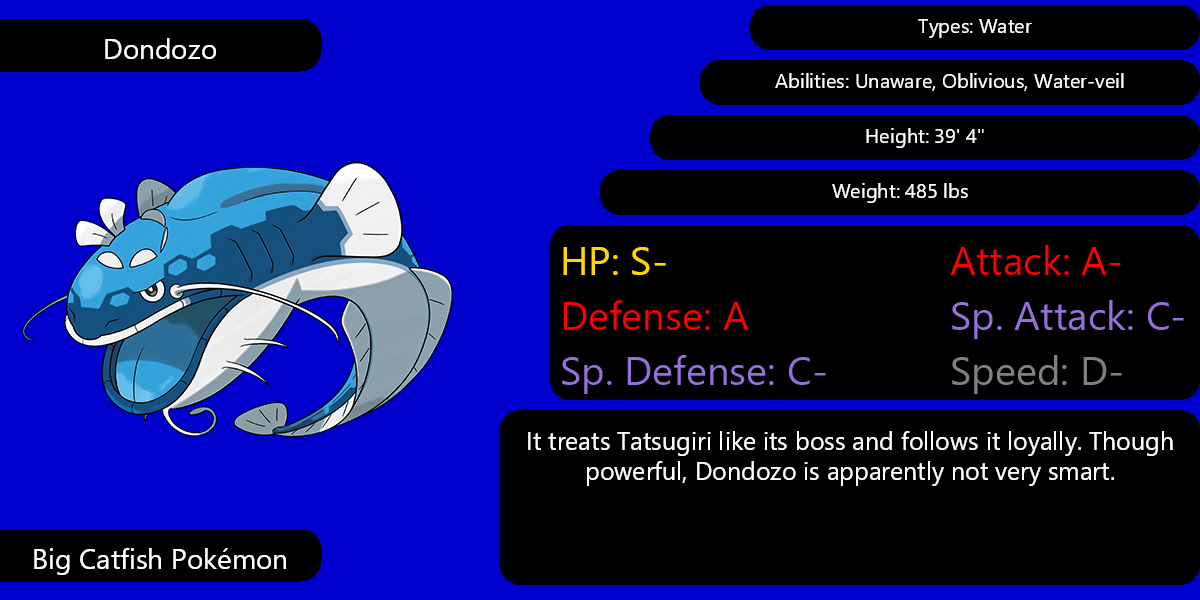 Dondozo
Types: Water
Abilities: Unaware, Oblivious, Water-veil
Height: 39' 4"
Weight: 485 lbs
HP: S-
Attack: A-
Defense: A
Sp. Attack: C-
Sp. Defense: C-
Speed: D-
It treats Tatsugiri like its boss and follows it loyally. Though
powerful, Dondozo is apparently not very smart.
Big Catfish Pokémon